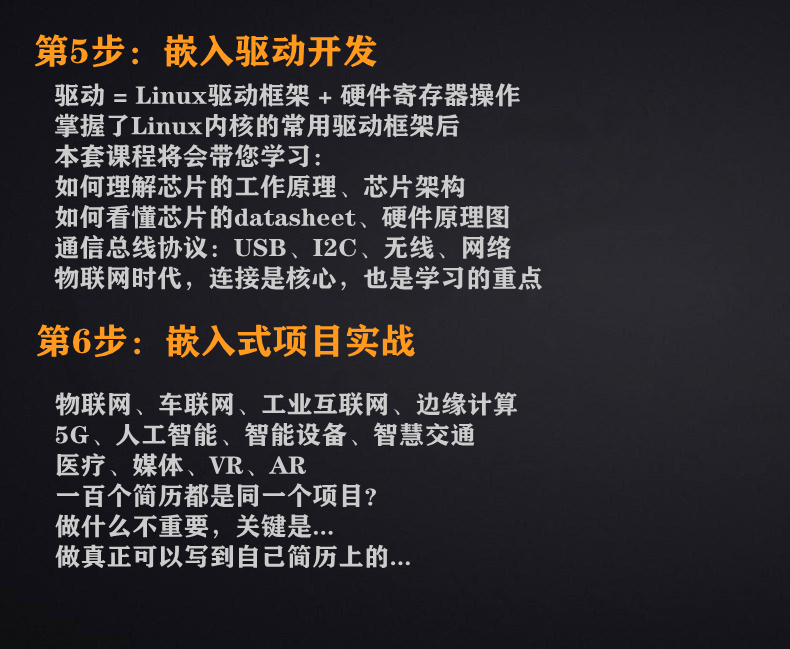 第5步：嵌入驱动开发
驱动 = Linux驱动框架 + 硬件寄存器操作
掌握了Linux内核的常用驱动框架后
本套课程将会带您学习：
如何理解芯片的工作原理、芯片架构
如何看懂芯片的datasheet、硬件原理图
通信总线协议：USB、I2C、无线、网络
物联网时代，连接是核心，也是学习的重点
第6步：嵌入式项目实战
物联网、车联网、工业互联网、边缘计算
5G、人工智能、智能设备、智慧交通
医疗、媒体、VR、AR
一百个简历都是同一个项目？
做什么不重要，关键是...
做真正可以写到自己简历上的...